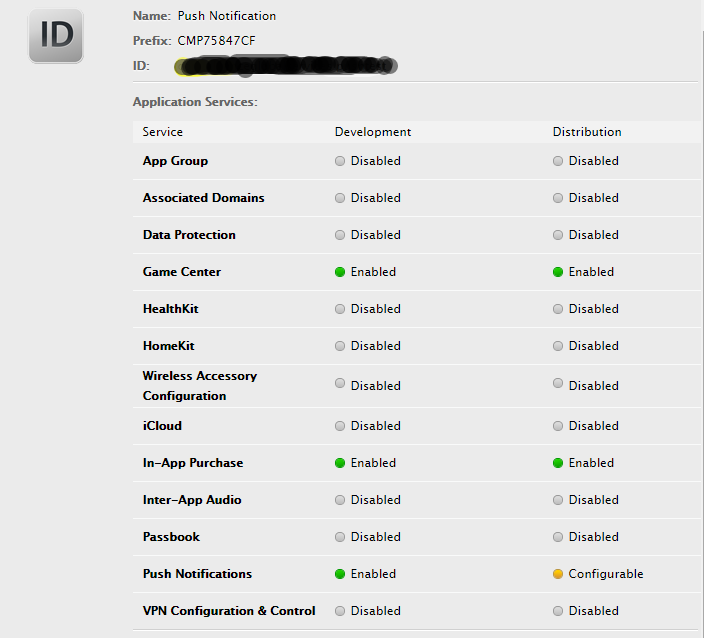 ID
Name: Push Notification
Prefix: CMP75847CF
ID:
Application Services:
Service Development Distribution
App Group Disabled Disabled
Associated Domains Disabled Disabled
Data Protection Disabled Disabled
Game Center Enabled Enabled
HealthKit Disabled Disabled
HomeKit Disabled Disabled
Wireless Accessory
Configuration Disabled Disabled
iCloud Disabled Disabled
In-App Purchase Enabled Enabled
Inter-App Audio Disabled Disabled
Passbook Disabled Disabled
Push Notifications Enabled Configurable
VPN Configuration & Control Disabled Disabled